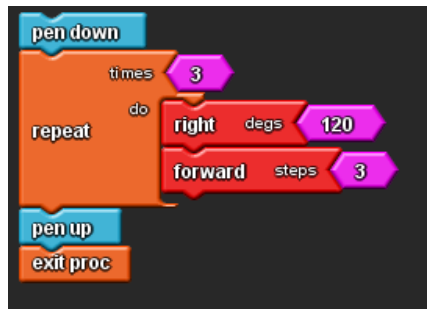 pen down
times 3
do
repeat
right degs 120
forward steps 3
pen up
exit proc